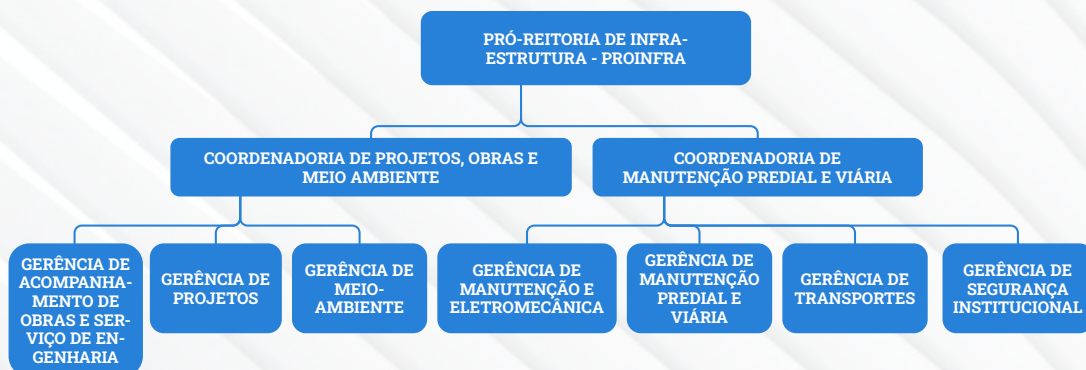 PRÓ-REITORIA DE INFRA-
ESTRUTURA - PROINFRA
COORDENADORIA DE PROJETOS, OBRAS E
MEIO AMBIENTE
COORDENADORIA DE
MANUTENÇÃO PREDIAL E VIÁRIA
GERÊNCIA DE
ACOMPANHA-
MENTO DE
OBRAS E SER-
VIÇO DE EN-
GENHARIA
GERÊNCIA DE
PROJETOS
GERÊNCIA DE
MEIO-
AMBIENTE
GERÊNCIA DE
MANUTENÇÃO E
ELETROMECÂNICA
GERÊNCIA DE
MANUTENÇÃO
PREDIAL E
VIÁRIA
GERÊNCIA DE
TRANSPORTES
GERÊNCIA DE
SEGURANÇA
INSTITUCIONAL